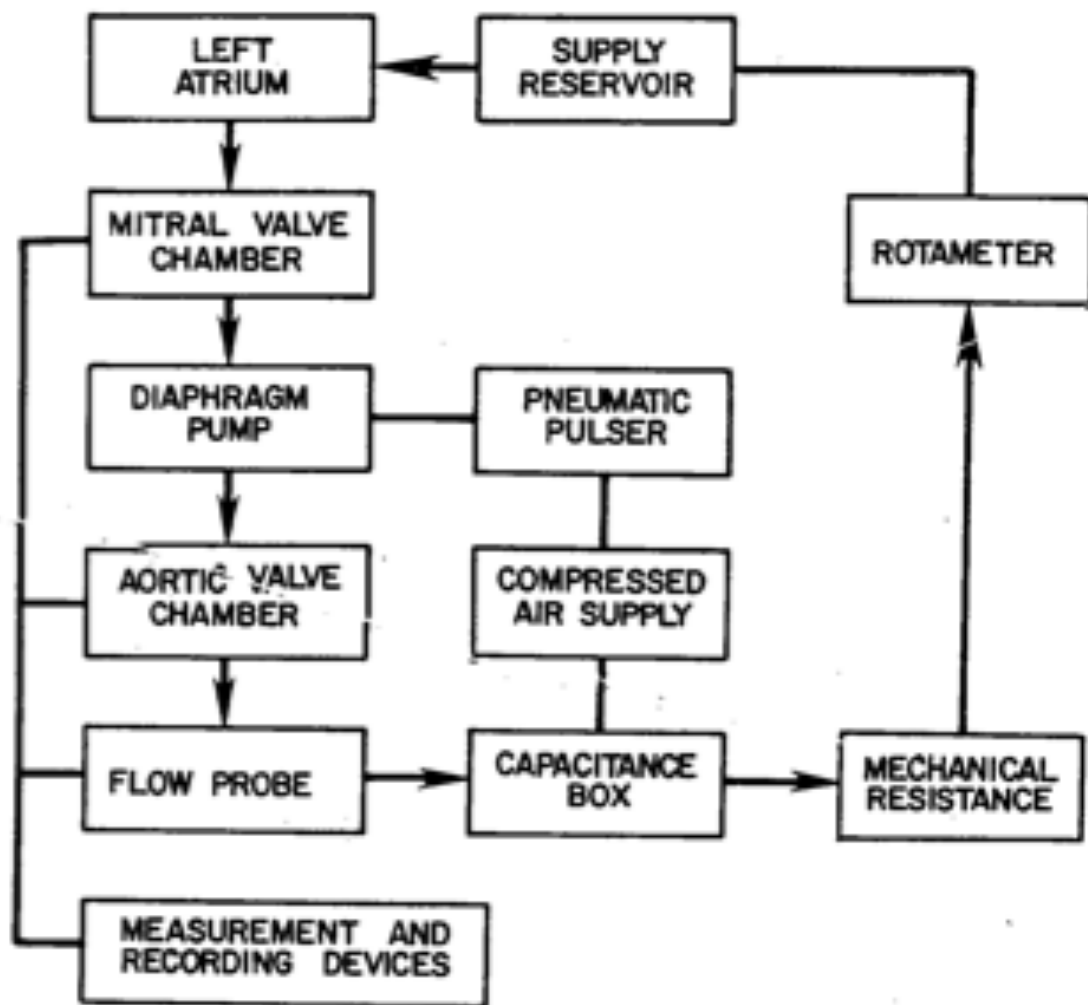 LEFT
ATRIUM
SUPPLY
RESERVOIR
MITRAL VALVE
CHAMBER
ROTAMETER
DIAPHRAGM
PUMP
PNEUMATIC
PULSER
AORTIC VALVE
CHAMBER
COMPRESSED
AIR SUPPLY
FLOW PROBE
CAPACITANCE
BOX
MECHANICAL
RESISTANCE
MEASUREMENT AND
RECORDING DEVICES